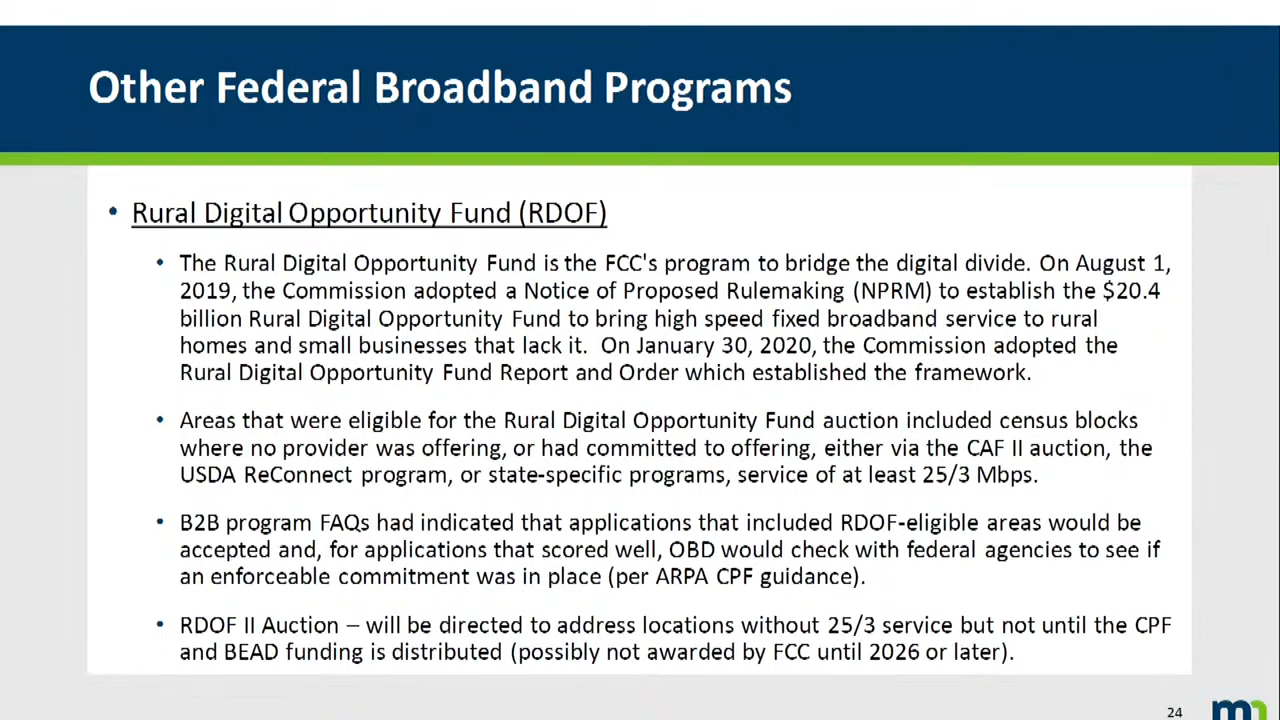 Other Federal Broadband Programs
• Rural Digital Opportunity Fund (RDOF)
• The Rural Digital Opportunity Fund is the FCC's program to bridge the digital divide. On August 1,
2019, the Commission adopted a Notice of Proposed Rulemaking (NPRM) to establish the $20.4
billion Rural Digital Opportunity Fund to bring high speed fixed broadband service to rural
homes and small businesses that lack it. On January 30, 2020, the Commission adopted the
Rural Digital Opportunity Fund Report and Order which established the framework.
• Areas that were eligible for the Rural Digital Opportunity Fund auction included census blocks
where no provider was offering, or had committed to offering, either via the CAF II auction, the
USDA ReConnect program, or state-specific programs, service of at least 25/3 Mbps.
• B2B program FAQs had indicated that applications that included RDOF-eligible areas would be
accepted and, for applications that scored well, OBD would check with federal agencies to see if
an enforceable commitment was in place (per ARPA CPF guidance).
• RDOF II Auction – will be directed to address locations without 25/3 service but not until the CPF
and BEAD funding is distributed (possibly not awarded by FCC until 2026 or later).
24